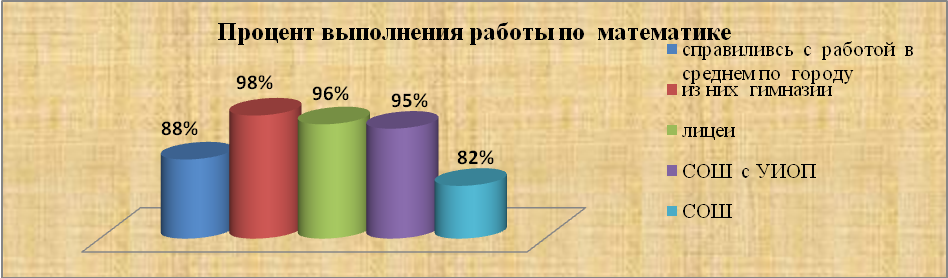 Процент выполнения работы по математике
98%
96%
95%
88%
82%
справиливсь с работой в
среднем по городу
из них гимназии
лицеи
СОШ с УИОП
СОШ